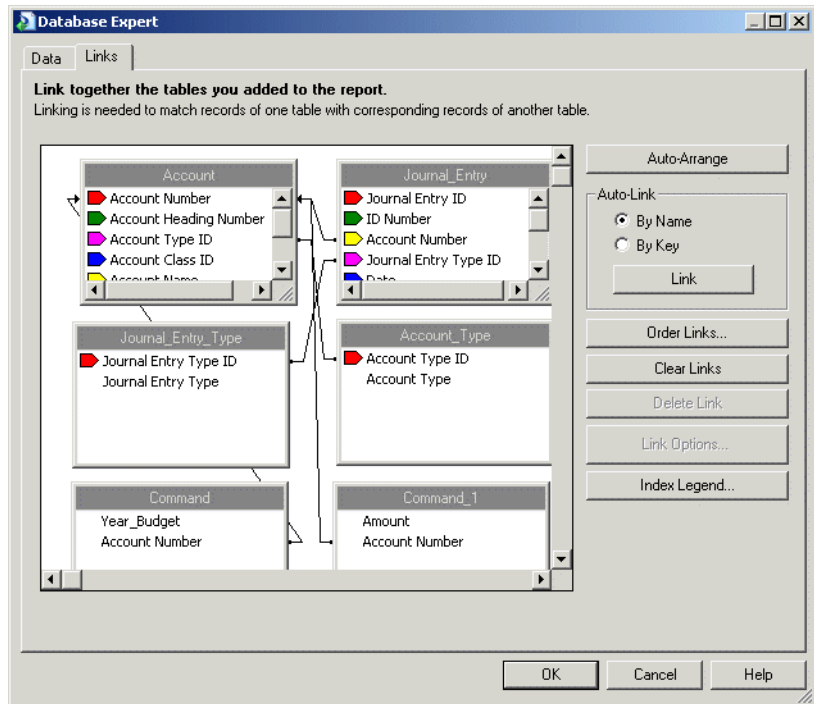 Database Expert
Data
Links
Link together the tables you added to the report.
Linking is needed to match records of one table with corresponding records of another table.
Account
Account Number
Account Heading Number
Account Type ID
Account Class ID
Account Name
Journal_Entry
Journal Entry ID
ID Number
Account Number
Journal Entry Type ID
Date
Journal_Entry_Type
Journal Entry Type ID
Journal Entry Type
Account_Type
Account Type ID
Account Type
Command
Year_Budget
Account Number
Command_1
Amount
Account Number
Auto-Arrange
Auto-Link
By Name
By Key
Link
Order Links...
Clear Links
Delete Link
Link Options...
Index Legend...
OK
Cancel
Help